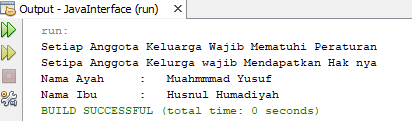 Output - JavaInterface (run)
run:
Setiap Anggota Keluarga Wajib Mematuhi Peraturan
Setipa Anggota Kelurga wajib Mendapatkan Hak nya
Nama Ayah : Muahmmmad Yusuf
Nama Ibu : Husnul Humadiyah
BUILD SUCCESSFUL (total time: 0 seconds)